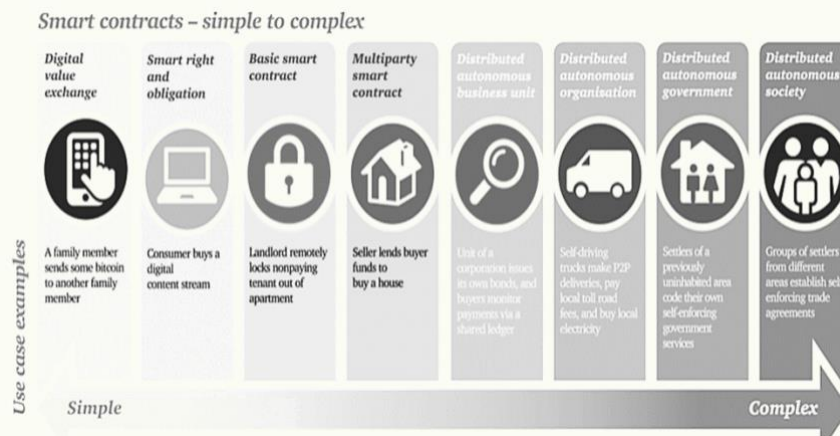 Smart contracts – simple to complex
Digital
value
exchange
Smart right
and
obligation
Basic smart
contract
Multiparty
smart
contract
Distributed
autonomous
business unit
Distributed
autonomous
organisation
Distributed
autonomous
government
Distributed
autonomous
society
Use case examples
A family member
sends some bitcoin
to another family
member
Consumer buys a
digital
content stream
Landlord remotely
locks nonpaying
tenant out of
apartment
Seller lends buyer
funds to
buy a house
Unit of a
corporation issues
its own bonds, and
buyers monitor
payments via a
shared ledger
Self-driving
trucks make P2P
deliveries, pay
local toll road
fees, and buy local
electricity
Settlers of a
previously
uninhabited area
code their own
self-enforcing
government
services
Groups of settlers
from different
areas establish sel
enforcing trade
agreements
Simple
Complex